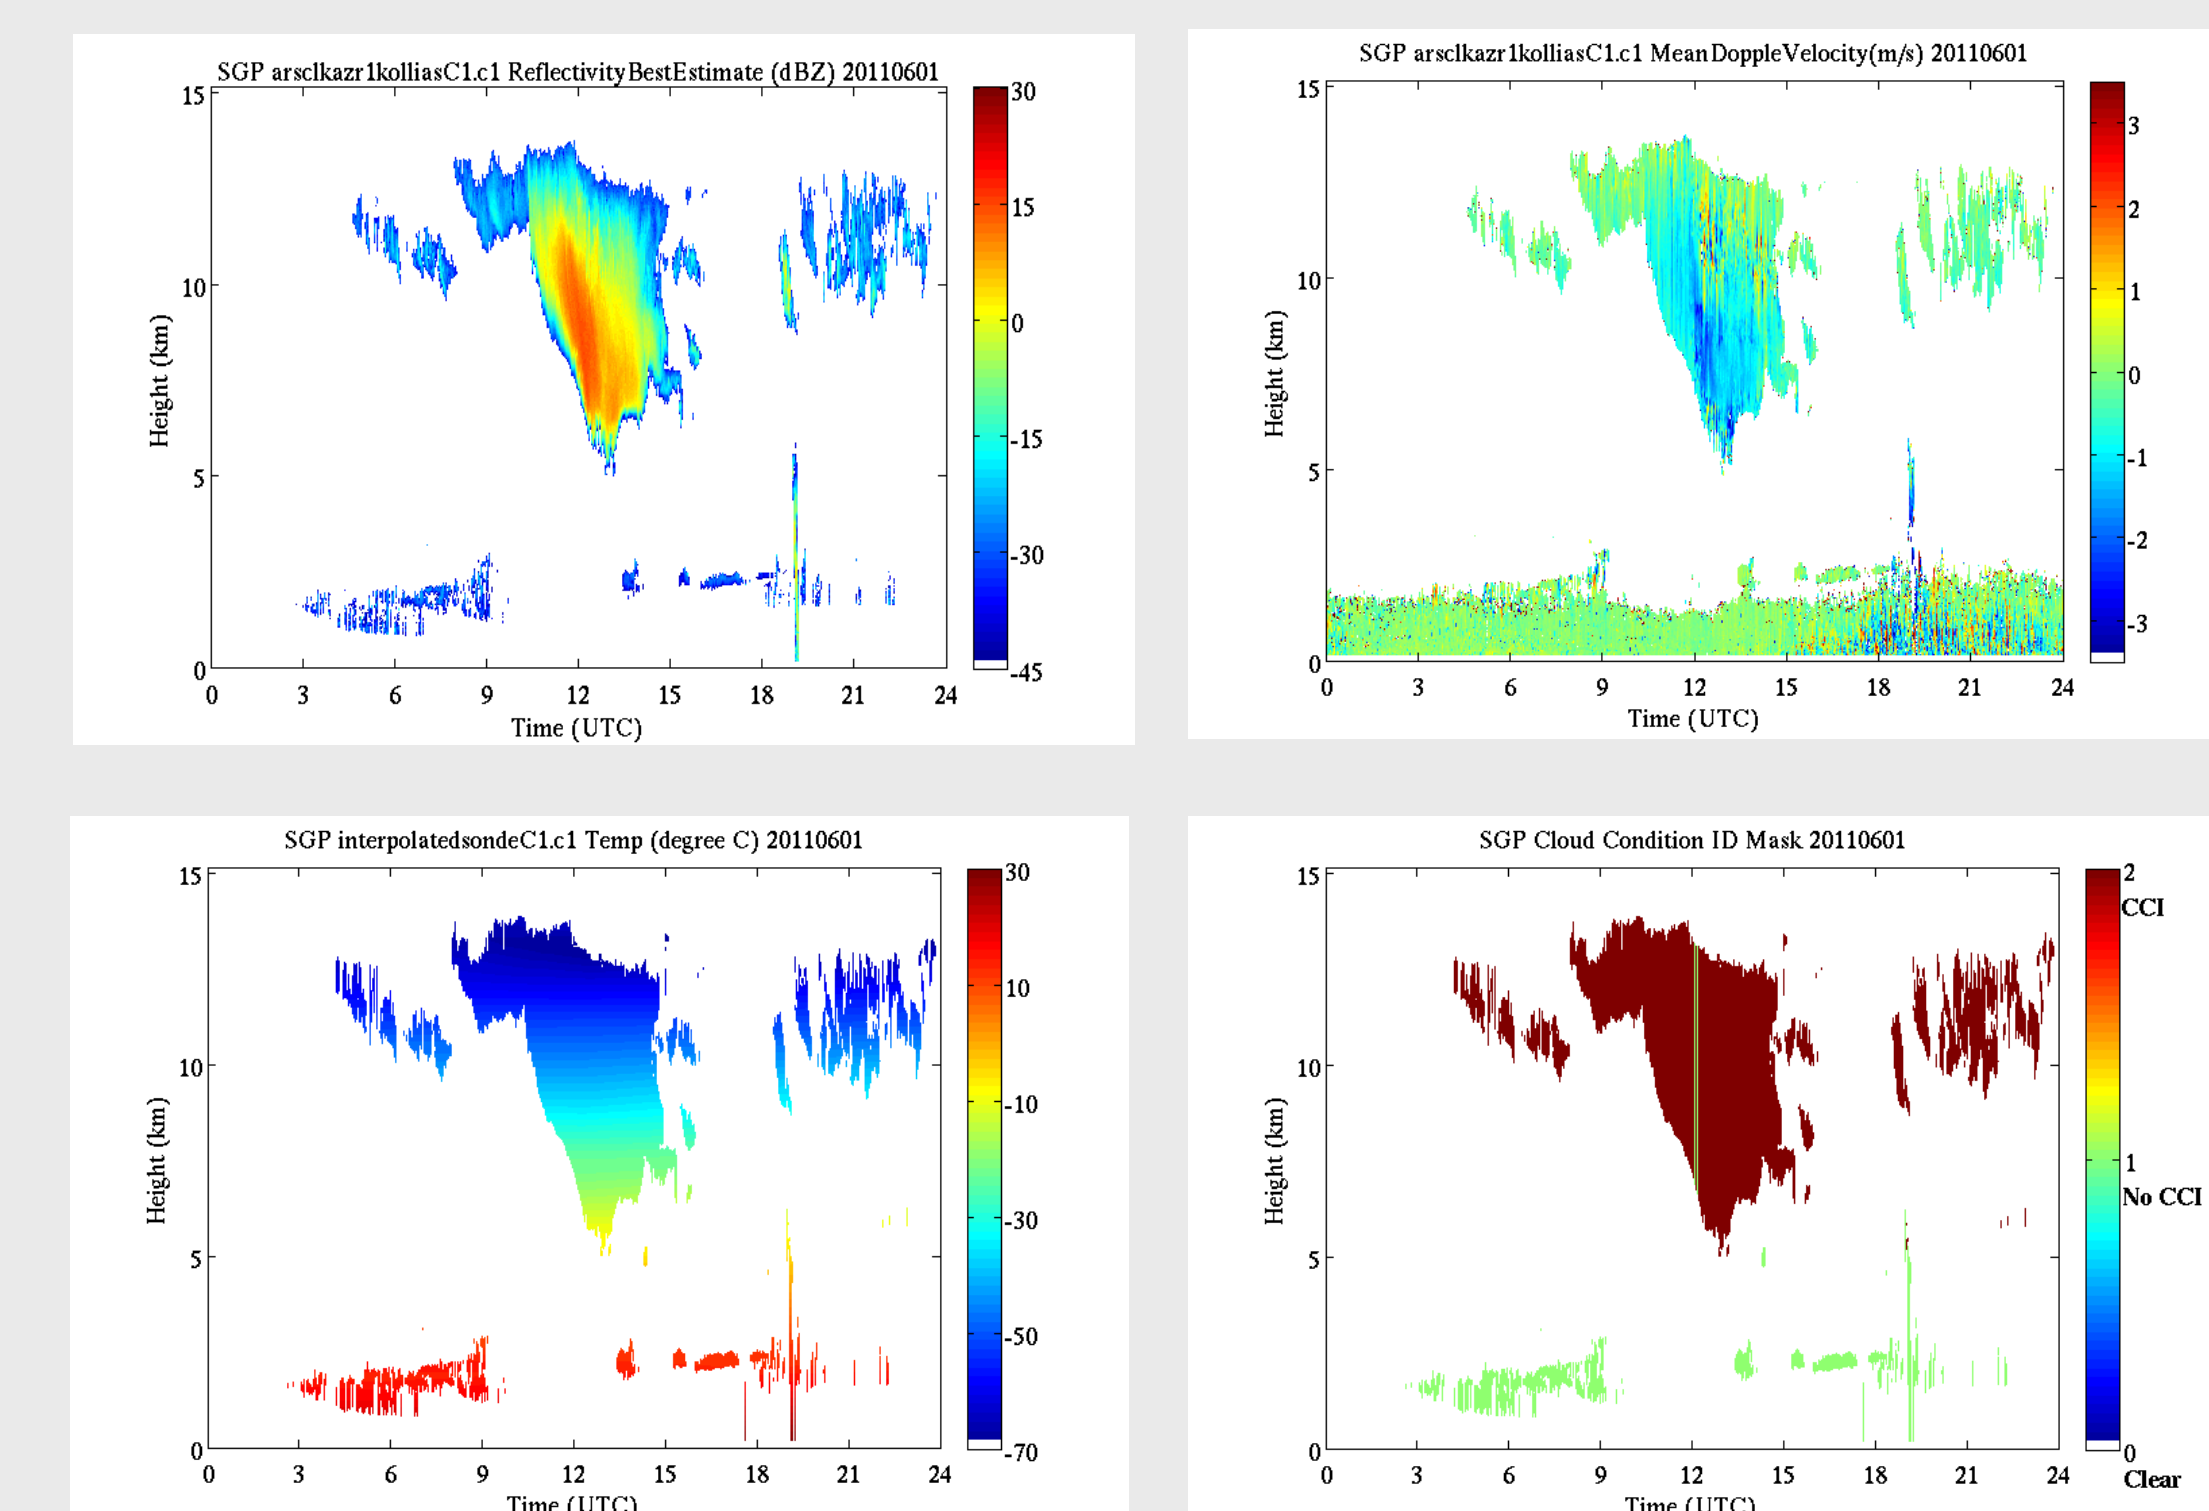 SGP arsclkazr1kolliasC1.c1 ReflectivityBestEstimate (dBZ) 20110601
15
10
5
0
Height (km)
0 3 6 9 12 15 18 21 24
Time (UTC)
30
15
0
-15
-30
-45
SGP arsclkazr1kolliasC1.c1 MeanDoppleVelocity(m/s) 20110601
15
10
5
0
Height (km)
0 3 6 9 12 15 18 21 24
Time (UTC)
3
2
1
0
-1
-2
-3
SGP interpolatedsondeC1.c1 Temp (degree C) 20110601
15
10
5
0
Height (km)
0 3 6 9 12 15 18 21 24
Time (UTC)
30
10
-10
-30
-50
-70
SGP Cloud Condition ID Mask 20110601
15
10
5
0
Height (km)
0 3 6 9 12 15 18 21 24
Time (UTC)
2
CCI
1
No CCI
0
Clear